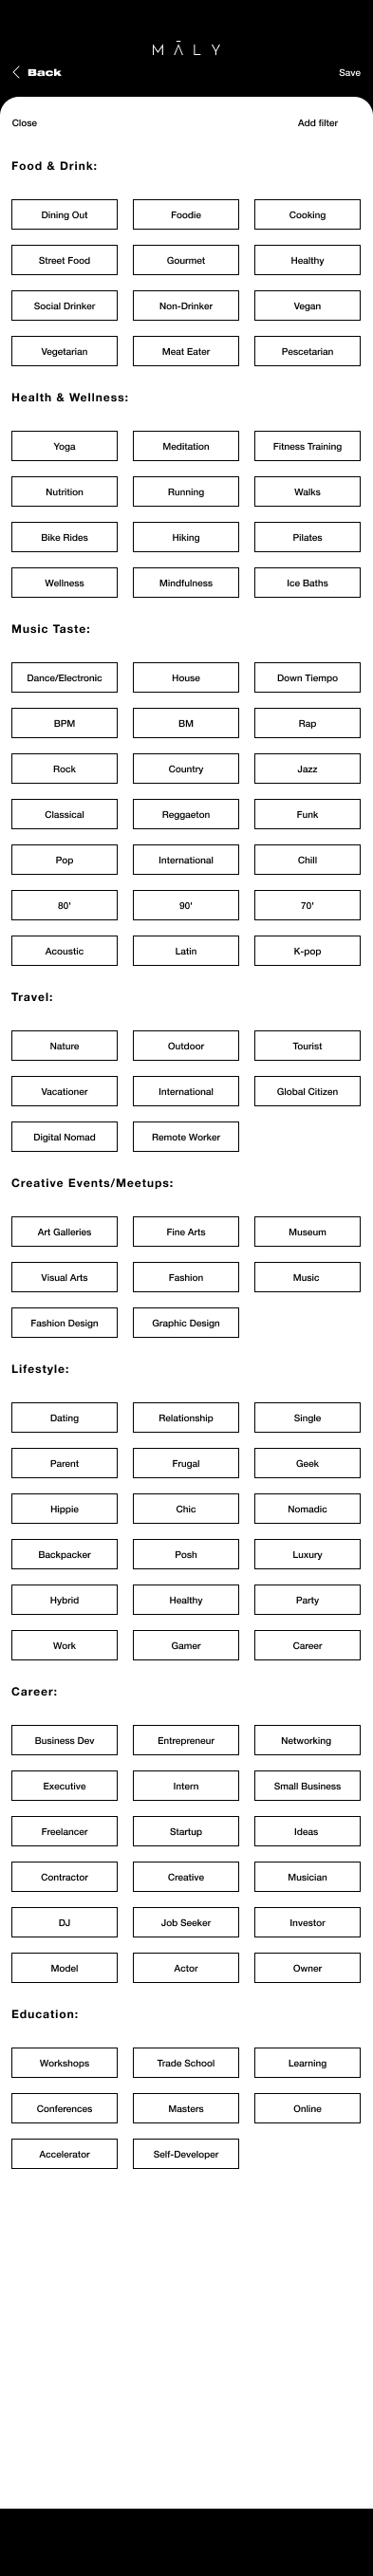 MĀLY
Back Save
Close Add filter
Food & Drink:
Dining Out Foodie Cooking
Street Food Gourmet Healthy
Social Drinker Non-Drinker Vegan
Vegetarian Meat Eater Pescetarian
Health & Wellness:
Yoga Meditation Fitness Training
Nutrition Running Walks
Bike Rides Hiking Pilates
Wellness Mindfulness Ice Baths
Music Taste:
Dance/Electronic House Down Tiempo
BPM BM Rap
Rock Country Jazz
Classical Reggaeton Funk
Pop International Chill
80' 90' 70'
Acoustic Latin K-pop
Travel:
Nature Outdoor Tourist
Vacationer International Global Citizen
Digital Nomad Remote Worker
Creative Events/Meetups:
Art Galleries Fine Arts Museum
Visual Arts Fashion Music
Fashion Design Graphic Design
Lifestyle:
Dating Relationship Single
Parent Frugal Geek
Hippie Chic Nomadic
Backpacker Posh Luxury
Hybrid Healthy Party
Work Gamer Career
Career:
Business Dev Entrepreneur Networking
Executive Intern Small Business
Freelancer Startup Ideas
Contractor Creative Musician
DJ Job Seeker Investor
Model Actor Owner
Education:
Workshops Trade School Learning
Conferences Masters Online
Accelerator Self-Developer